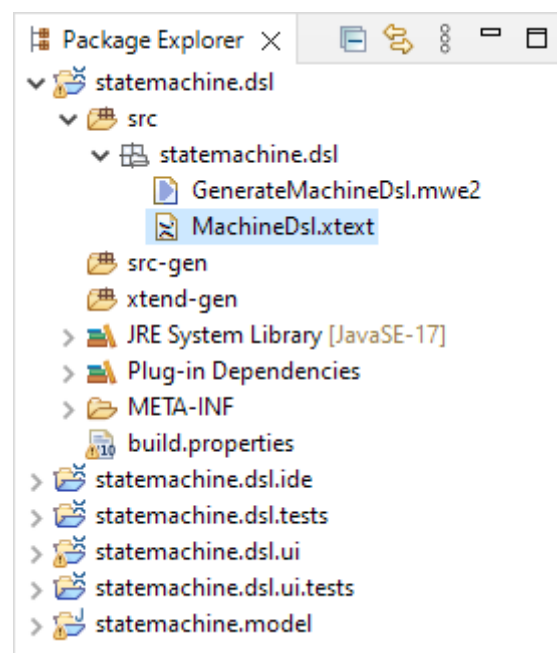 Package Explorer
statemachine.dsl
src
statemachine.dsl
GenerateMachineDsl.mwe2
MachineDsl.xtext
src-gen
xtend-gen
JRE System Library [JavaSE-17]
Plug-in Dependencies
META-INF
build.properties
statemachine.dsl.ide
statemachine.dsl.tests
statemachine.dsl.ui
statemachine.dsl.ui.tests
statemachine.model